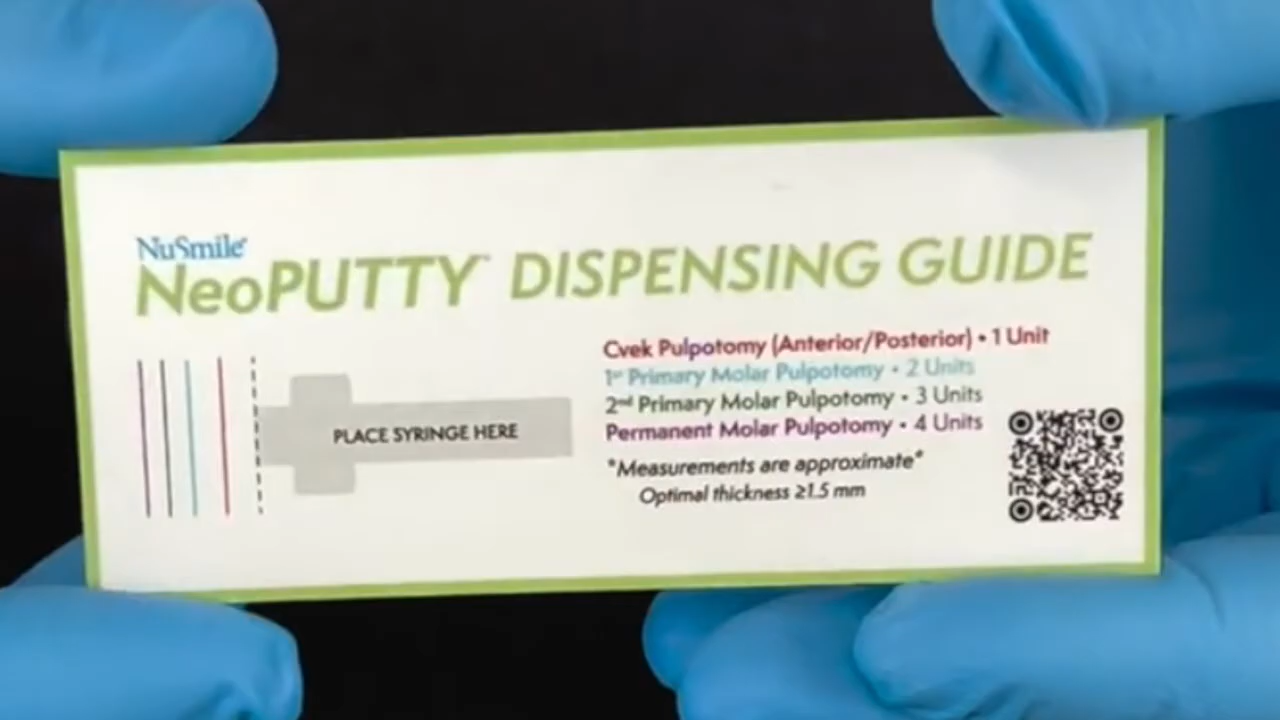 NuSmile®
NeoPUTTY™ DISPENSING GUIDE
PLACE SYRINGE HERE
Cvek Pulpotomy (Anterior/Posterior) • 1 Unit
1st Primary Molar Pulpotomy • 2 Units
2nd Primary Molar Pulpotomy • 3 Units
Permanent Molar Pulpotomy • 4 Units
*Measurements are approximate*
Optimal thickness ≥1.5 mm